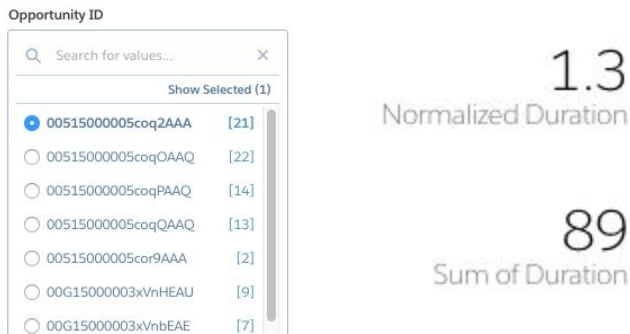 Opportunity ID
Search for values...
Show Selected (1)
00515000005coq2AAA [21]
00515000005coqOAAQ [22]
00515000005coqPAAQ [14]
00515000005coqQAAQ [13]
00515000005cor9AAA [2]
00G15000003xVnHEAU [9]
00G15000003xVnbEAE [7]
1.3
Normalized Duration
89
Sum of Duration